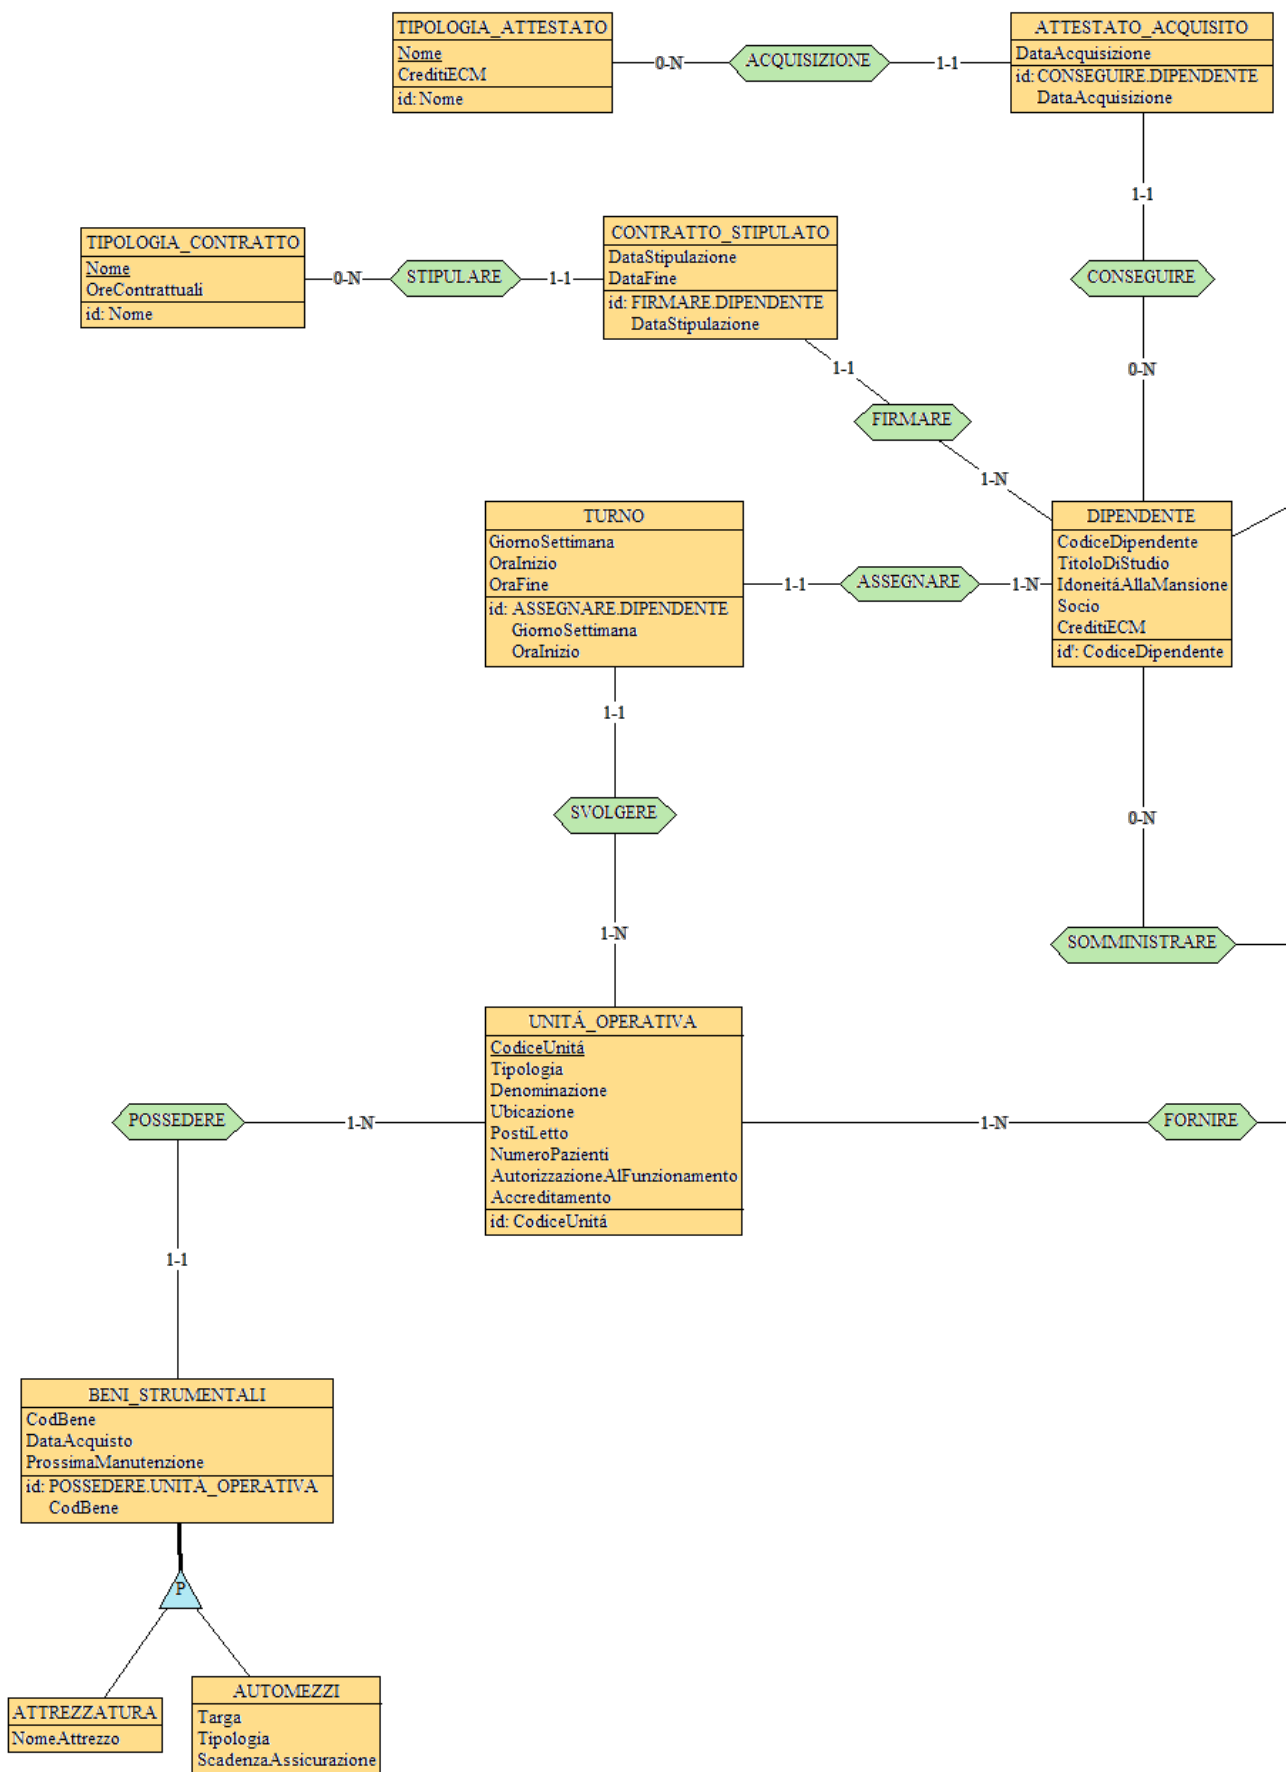 TIPOLOGIA_ATTESTATO
Nome
CreditiECM
id: Nome
0-N
ACQUISIZIONE
1-1
ATTESTATO_ACQUISITO
DataAcquisizione
id: CONSEGUIRE.DIPENDENTE
DataAcquisizione
1-1
CONSEGUIRE
0-N
TIPOLOGIA_CONTRATTO
Nome
OreContrattuali
id: Nome
0-N
STIPULARE
1-1
CONTRATTO_STIPULATO
DataStipulazione
DataFine
id: FIRMARE.DIPENDENTE
DataStipulazione
1-1
FIRMARE
1-N
TURNO
GiornoSettimana
OraInizio
OraFine
id: ASSEGNARE.DIPENDENTE
GiornoSettimana
OraInizio
1-1
ASSEGNARE
1-N
DIPENDENTE
CodiceDipendente
TitoloDiStudio
IdoneitáAllaMansione
Socio
CreditiECM
id': CodiceDipendente
1-1
SVOLGERE
1-N
0-N
SOMMINISTRARE
UNITÁ_OPERATIVA
CodiceUnitá
Tipologia
Denominazione
Ubicazione
PostiLetto
NumeroPazienti
AutorizzazioneAlFunzionamento
Accreditamento
id: CodiceUnitá
POSSEDERE
1-N
1-N
FORNIRE
1-1
BENI_STRUMENTALI
CodBene
DataAcquisto
ProssimaManutenzione
id: POSSEDERE.UNITÁ_OPERATIVA
CodBene
P
ATTREZZATURA
NomeAttrezzo
AUTOMEZZI
Targa
Tipologia
ScadenzaAssicurazione